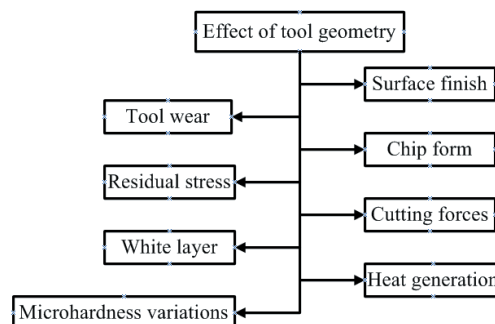 Effect of tool geometry
Surface finish
Tool wear
Chip form
Residual stress
Cutting forces
White layer
Heat generation
Microhardness variations